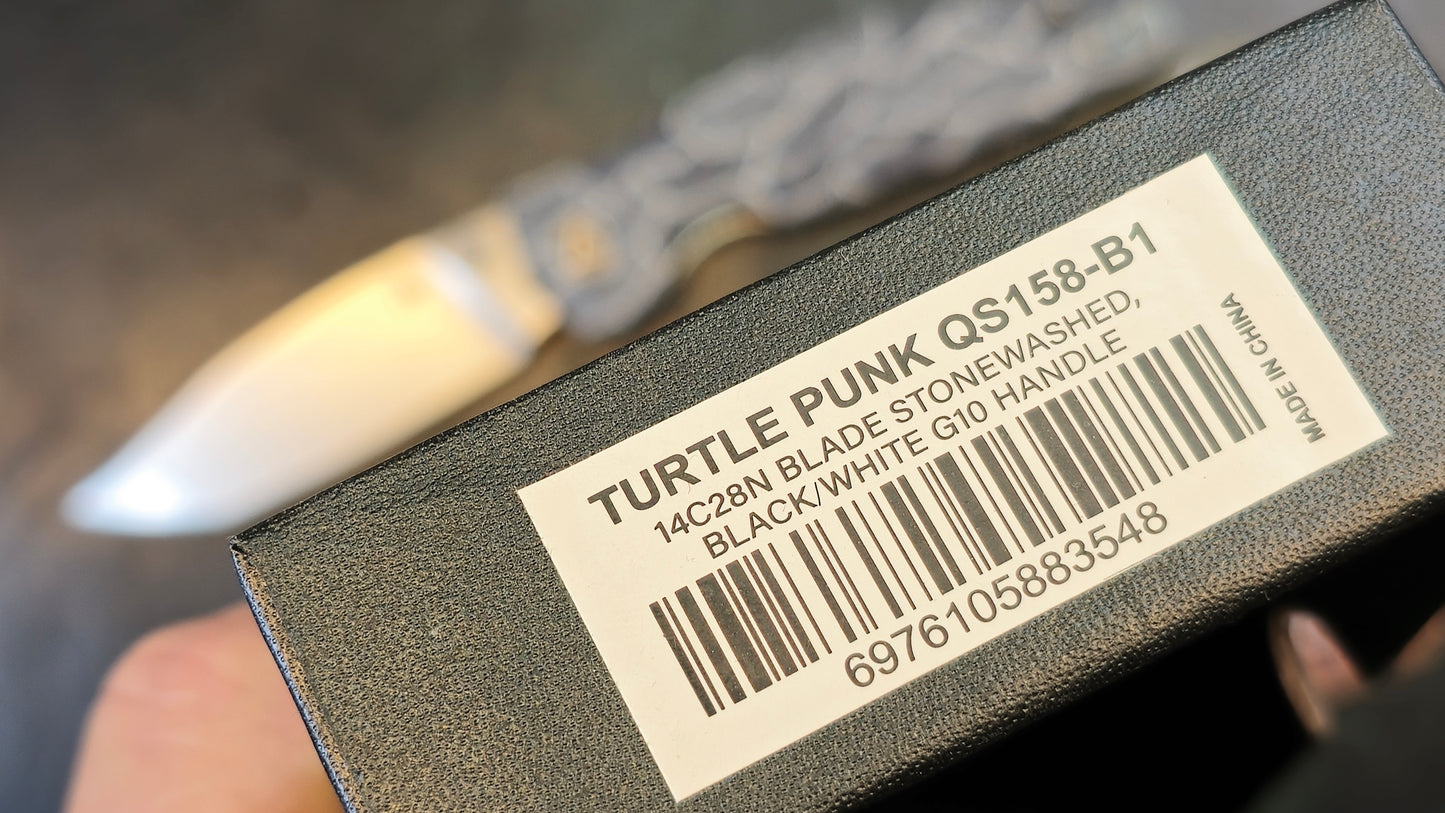 TURTLE PUNK QS158-B1
14C28N BLADE STONEWASHED,
BLACK/WHITE G10 HANDLE
6976105883548
MADE IN CHINA